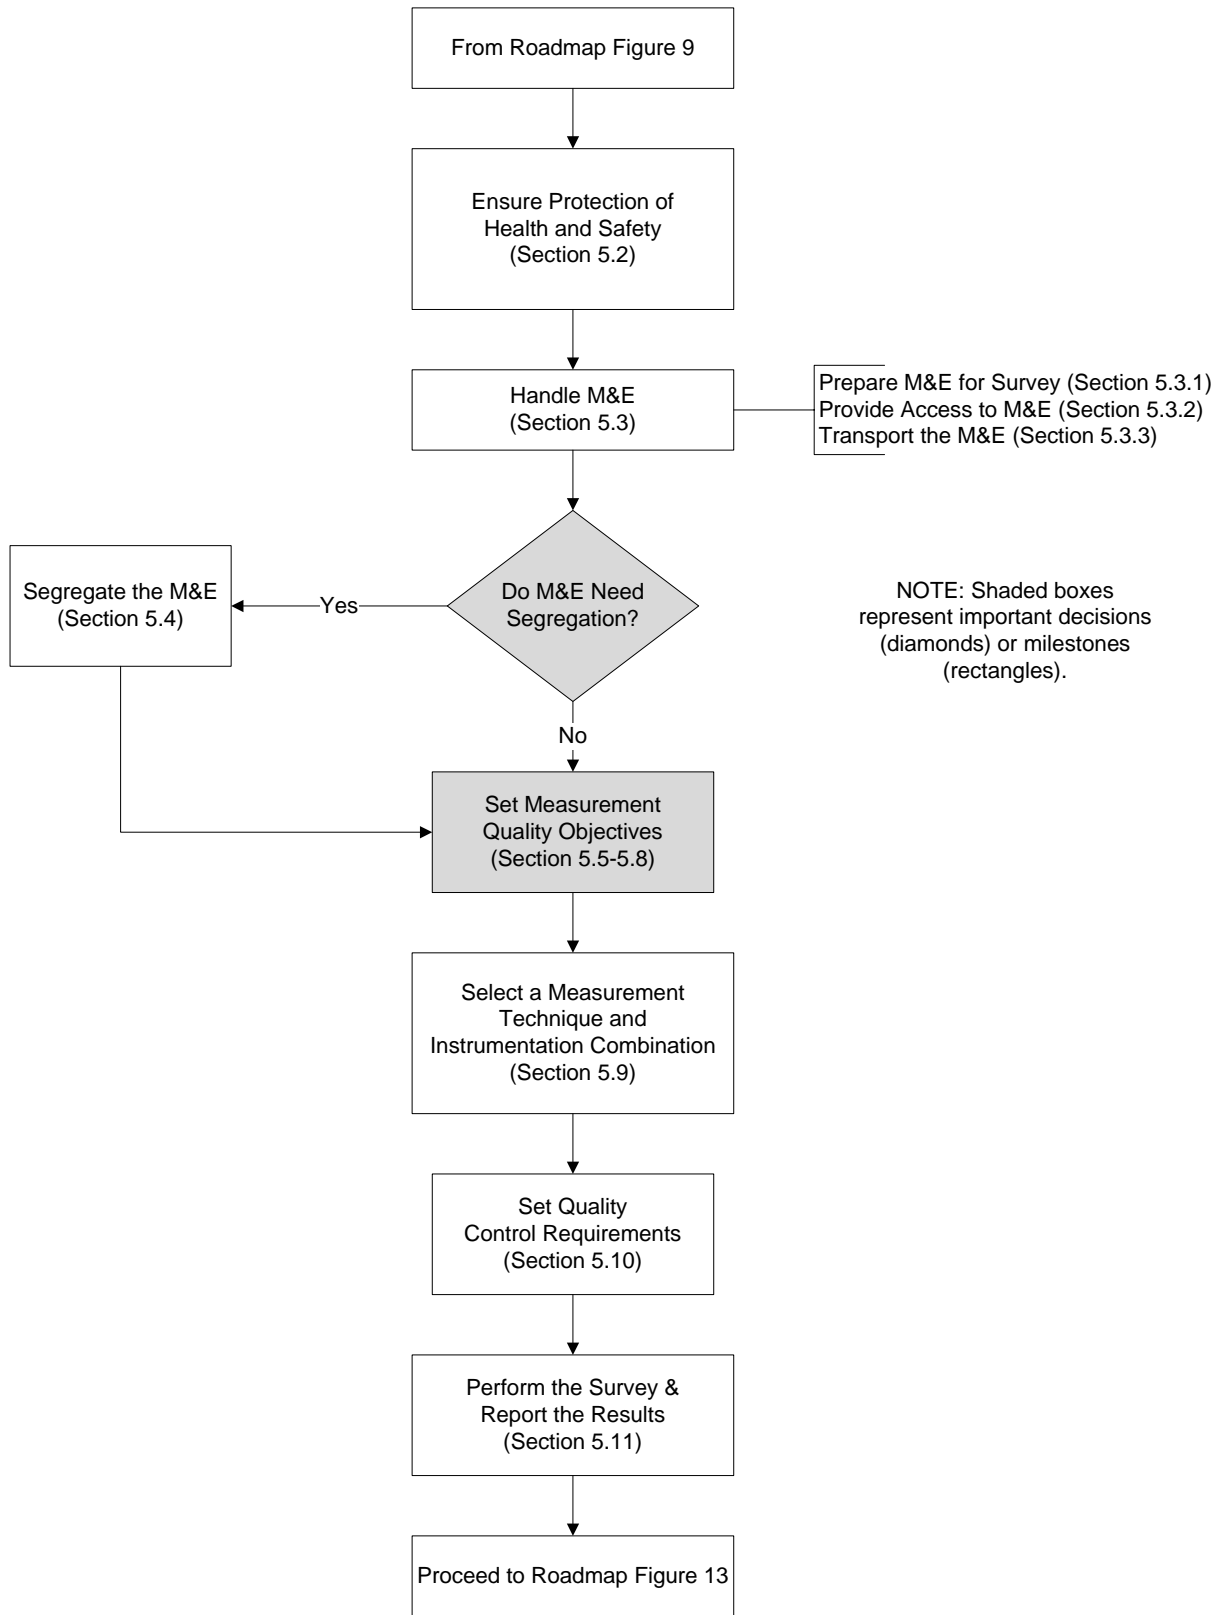 From Roadmap Figure 9
Ensure Protection of
Health and Safety
(Section 5.2)
Handle M&E
(Section 5.3)
Prepare M&E for Survey (Section 5.3.1)
Provide Access to M&E (Section 5.3.2)
Transport the M&E (Section 5.3.3)
Do M&E Need
Segregation?
Yes
Segregate the M&E
(Section 5.4)
NOTE: Shaded boxes
represent important decisions
(diamonds) or milestones
(rectangles).
No
Set Measurement
Quality Objectives
(Section 5.5-5.8)
Select a Measurement
Technique and
Instrumentation Combination
(Section 5.9)
Set Quality
Control Requirements
(Section 5.10)
Perform the Survey &
Report the Results
(Section 5.11)
Proceed to Roadmap Figure 13